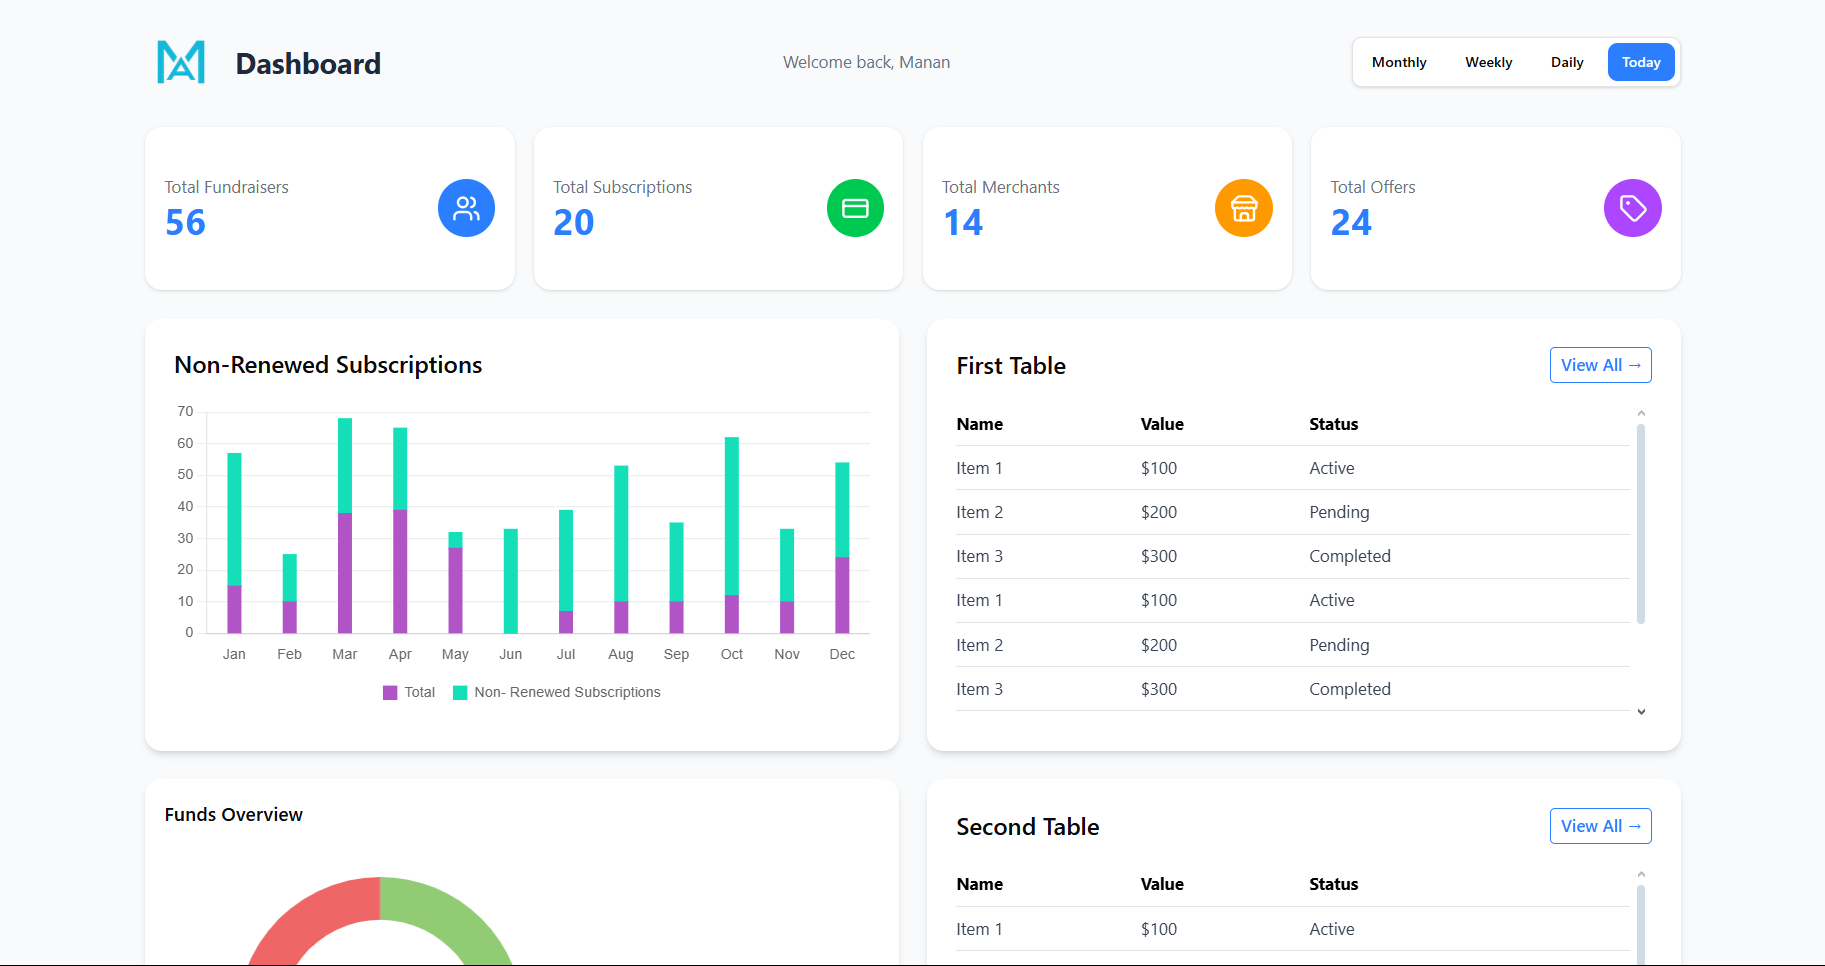 Dashboard
Welcome back, Manan
Monthly Weekly Daily Today
Total Fundraisers
56
Total Subscriptions
20
Total Merchants
14
Total Offers
24
Non-Renewed Subscriptions
70
60
50
40
30
20
10
0
Jan Feb Mar Apr May Jun Jul Aug Sep Oct Nov Dec
Total Non- Renewed Subscriptions
First Table
View All →
Name Value Status
Item 1 $100 Active
Item 2 $200 Pending
Item 3 $300 Completed
Item 1 $100 Active
Item 2 $200 Pending
Item 3 $300 Completed
Funds Overview
Second Table
View All →
Name Value Status
Item 1 $100 Active